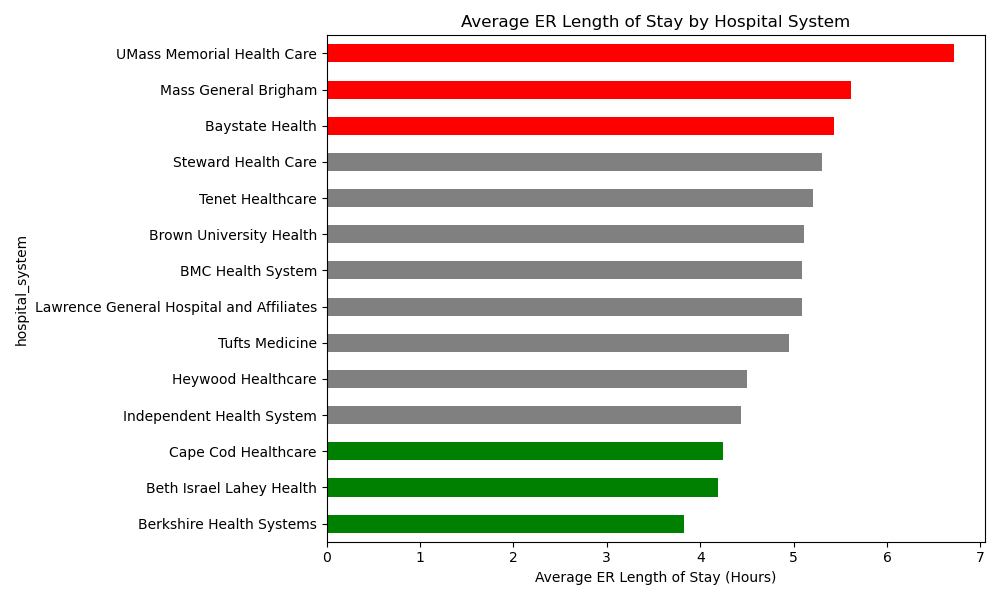 Average ER Length of Stay by Hospital System
hospital_system
UMass Memorial Health Care
Mass General Brigham
Baystate Health
Steward Health Care
Tenet Healthcare
Brown University Health
BMC Health System
Lawrence General Hospital and Affiliates
Tufts Medicine
Heywood Healthcare
Independent Health System
Cape Cod Healthcare
Beth Israel Lahey Health
Berkshire Health Systems
0 1 2 3 4 5 6 7
Average ER Length of Stay (Hours)